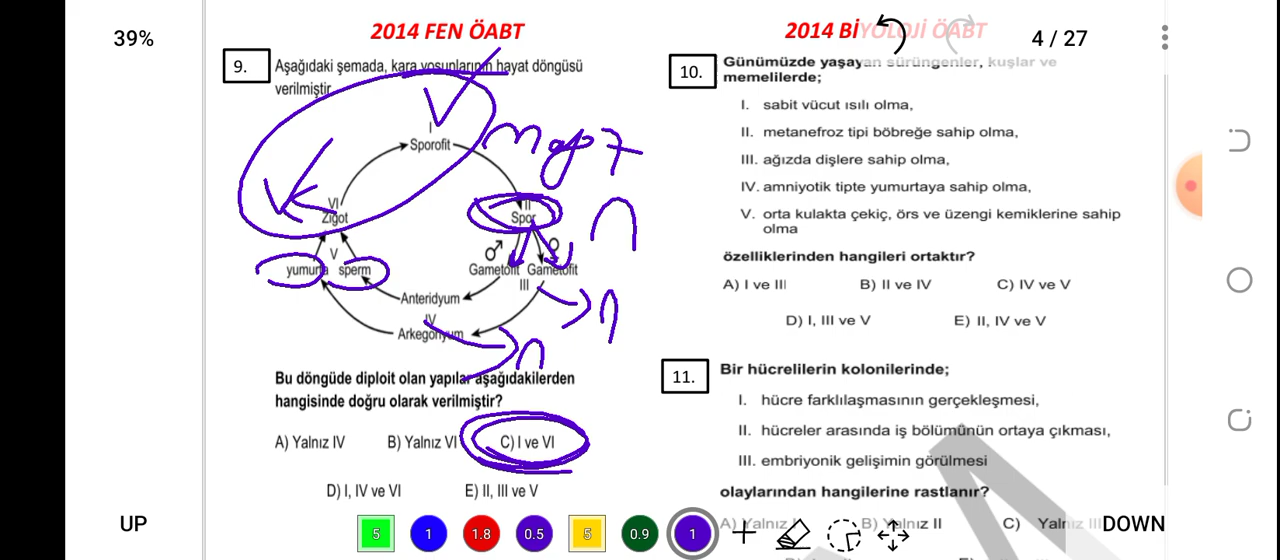 39%
UP
2014 FEN ÖABT
9.
Aşağıdaki şemada, kara yosunlarının hayat döngüsü
verilmiştir.
I
Sporofit
VI
Zigot
II
Spor
V
yumurta sperm
♂ ♀
Gametofit Gametofit
III
Anteridyum
IV
Arkegonyum
n
n
n
Bu döngüde diploit olan yapılar aşağıdakilerden
hangisinde doğru olarak verilmiştir?
A) Yalnız IV B) Yalnız VI C) I ve VI
D) I, IV ve VI E) II, III ve V
2014 BİYOLOJİ ÖABT
4 / 27
10.
Günümüzde yaşayan sürüngenler, kuşlar ve
memelilerde;
I. sabit vücut ısılı olma,
II. metanefroz tipi böbreğe sahip olma,
III. ağızda dişlere sahip olma,
IV. amniyotik tipte yumurtaya sahip olma,
V. orta kulakta çekiç, örs ve üzengi kemiklerine sahip
olma
özelliklerinden hangileri ortaktır?
A) I ve III B) II ve IV C) IV ve V
D) I, III ve V E) II, IV ve V
11.
Bir hücrelilerin kolonilerinde;
I. hücre farklılaşmasının gerçekleşmesi,
II. hücreler arasında iş bölümünün ortaya çıkması,
III. embriyonik gelişimin görülmesi
olaylarından hangilerine rastlanır?
A) Yalnız I B) Yalnız II C) Yalnız III
DOWN
5 1 1.8 0.5 5 0.9 1